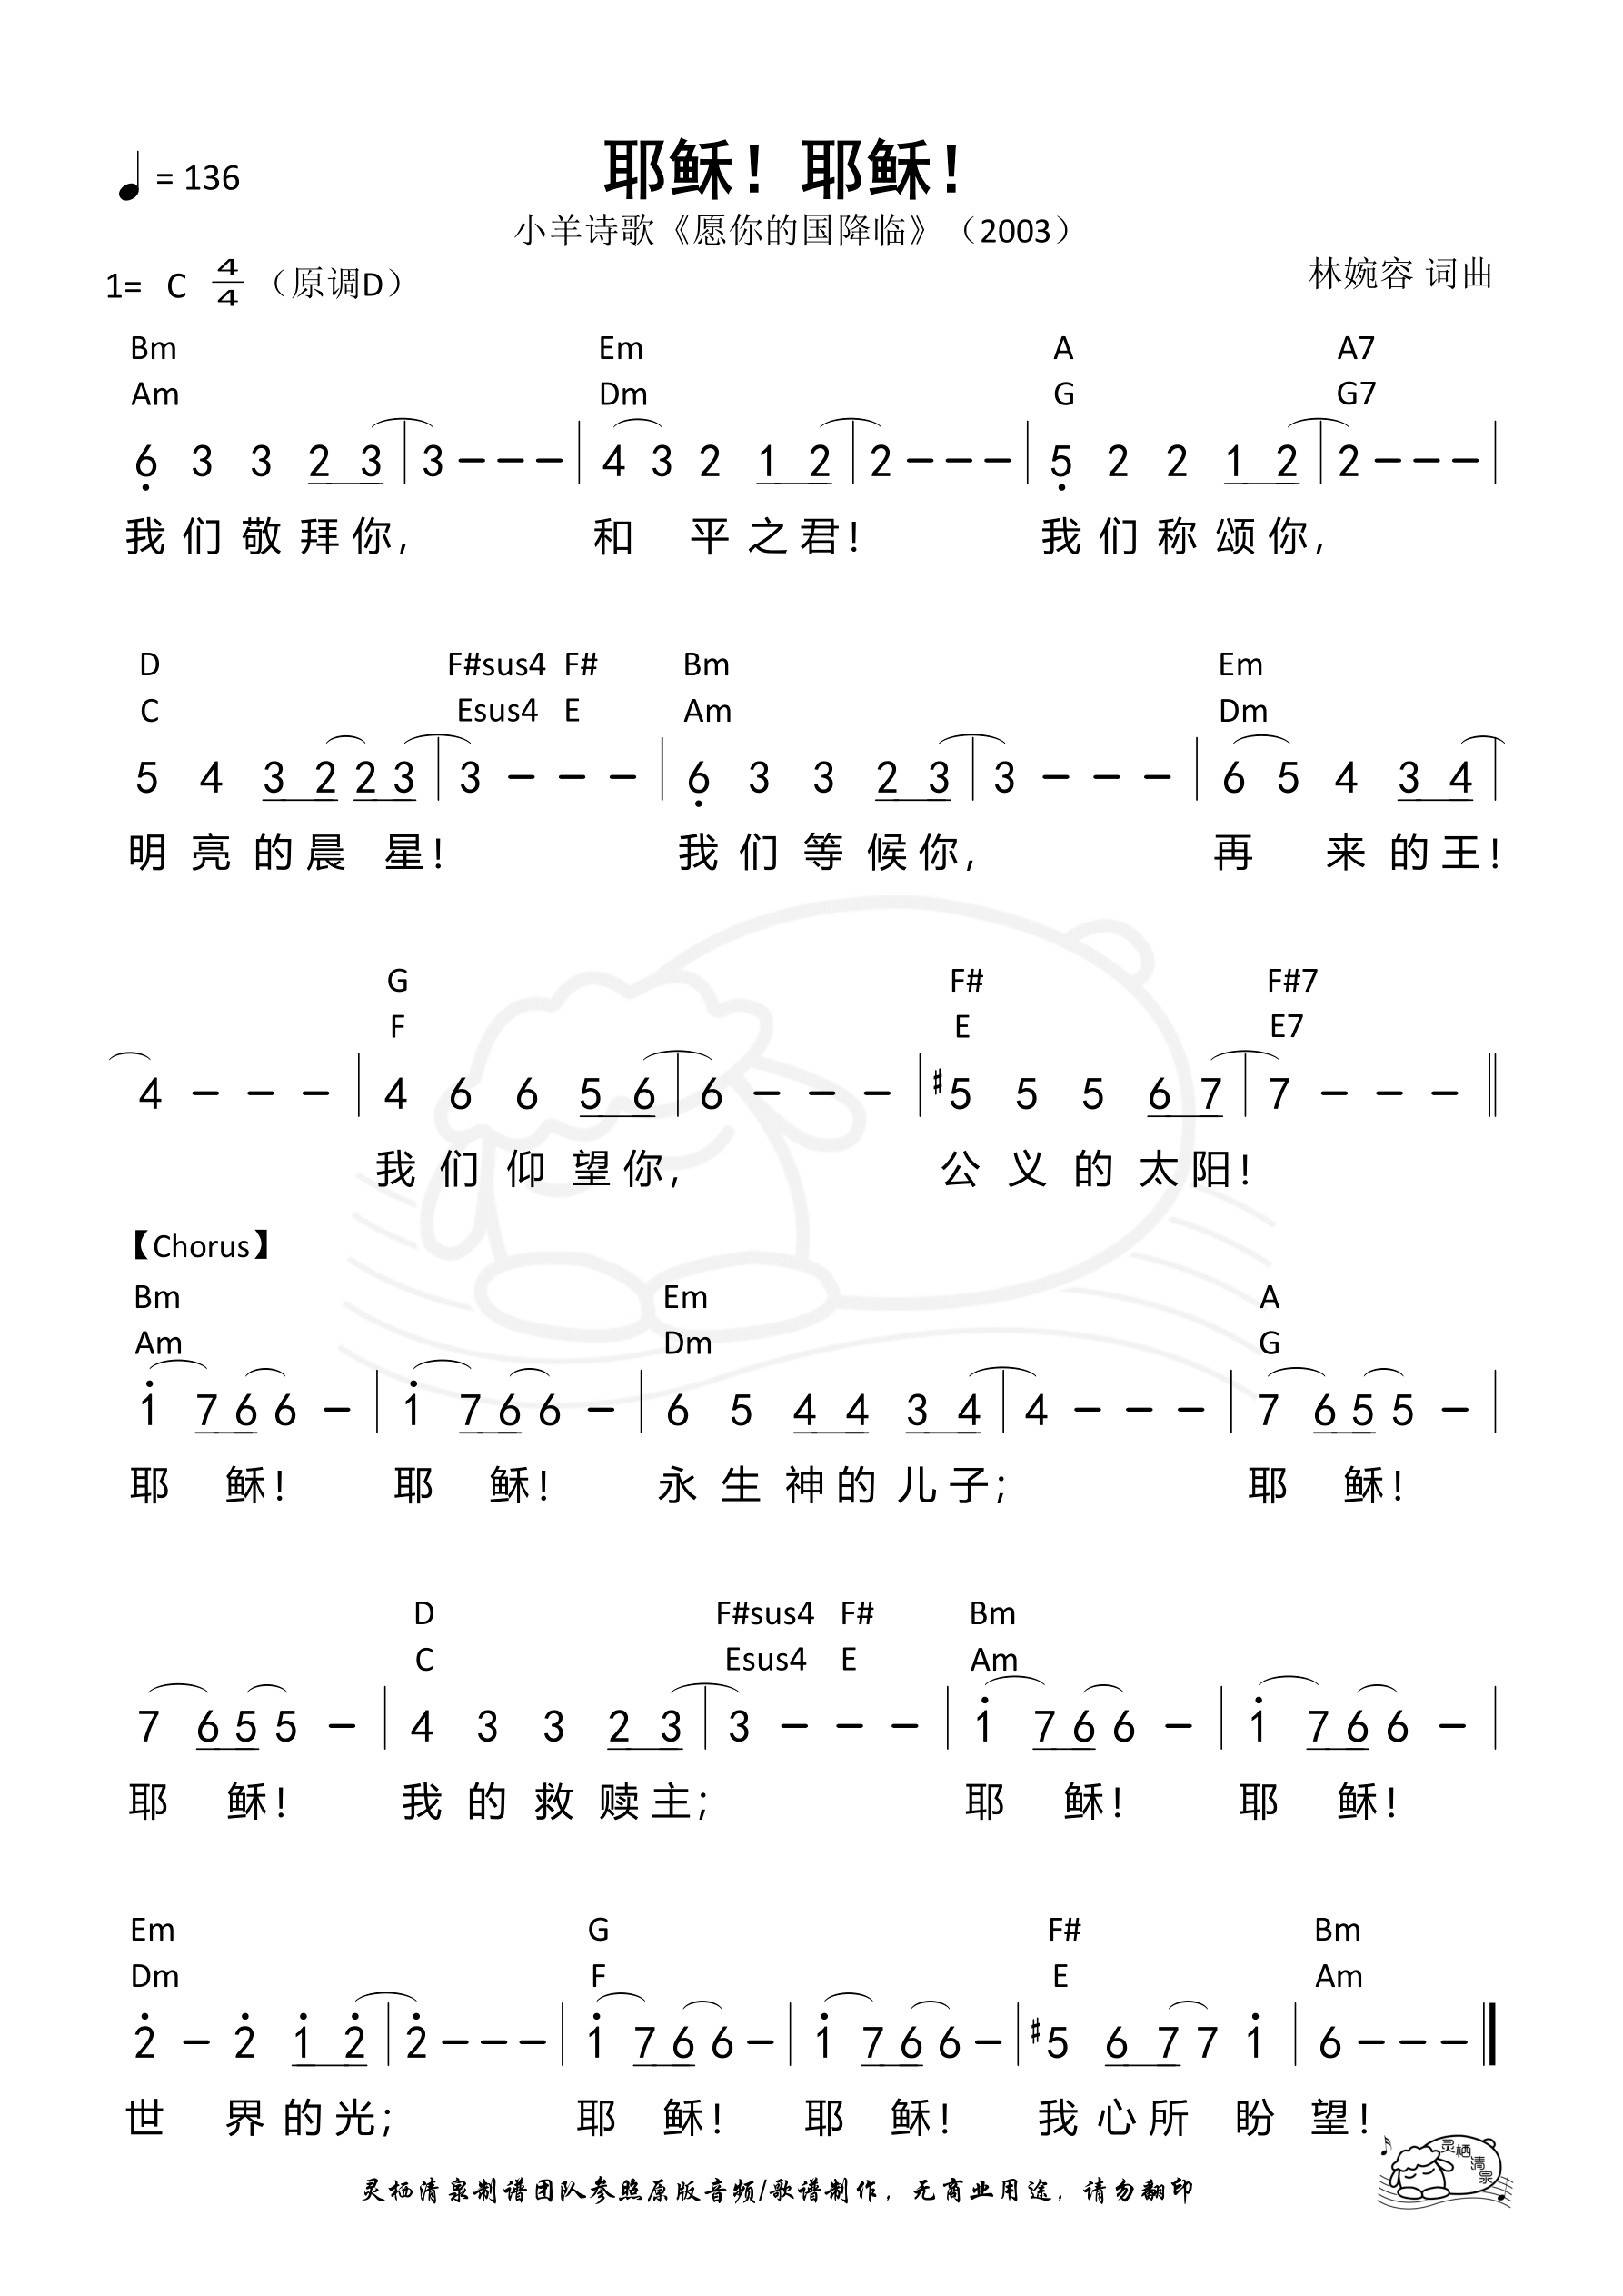 ♩ = 136
耶稣！耶稣！
小羊诗歌《愿你的国降临》（2003）
1= C 4/4 （原调D）
林婉容 词曲
Bm Em A A7
Am Dm G G7
6̣ 3 3 2 3 | 3 – – – | 4 3 2 1 2 | 2 – – – | 5̣ 2 2 1 2 | 2 – – – |
我们敬拜你, 和平之君! 我们称颂你,
D F#sus4 F# Bm Em
C Esus4 E Am Dm
5 4 3 2 2 3 | 3 – – – | 6̣ 3 3 2 3 | 3 – – – | 6 5 4 3 4 |
明亮的晨星! 我们等候你, 再来的王!
G F# F#7
F E E7
4 – – – | 4 6 6 5 6 | 6 – – – | #5 5 5 6 7 | 7 – – – ‖
我们仰望你, 公义的太阳!
【Chorus】
Bm Em A
Am Dm G
1̇ 7 6 6 – | 1̇ 7 6 6 – | 6 5 4 4 3 4 | 4 – – – | 7 6 5 5 – |
耶稣! 耶稣! 永生神的儿子; 耶稣!
D F#sus4 F# Bm
C Esus4 E Am
7 6 5 5 – | 4 3 3 2 3 | 3 – – – | 1̇ 7 6 6 – | 1̇ 7 6 6 – |
耶稣! 我的救赎主; 耶稣! 耶稣!
Em G F# Bm
Dm F E Am
2̇ – 2̇ 1̇ 2̇ | 2̇ – – – | 1̇ 7 6 6 – | 1̇ 7 6 6 – | #5 6 7 7 1̇ | 6 – – – ‖
世界的光; 耶稣! 耶稣! 我心所盼望!
灵栖清泉制谱团队参照原版音频/歌谱制作，无商业用途，请勿翻印
灵栖清泉